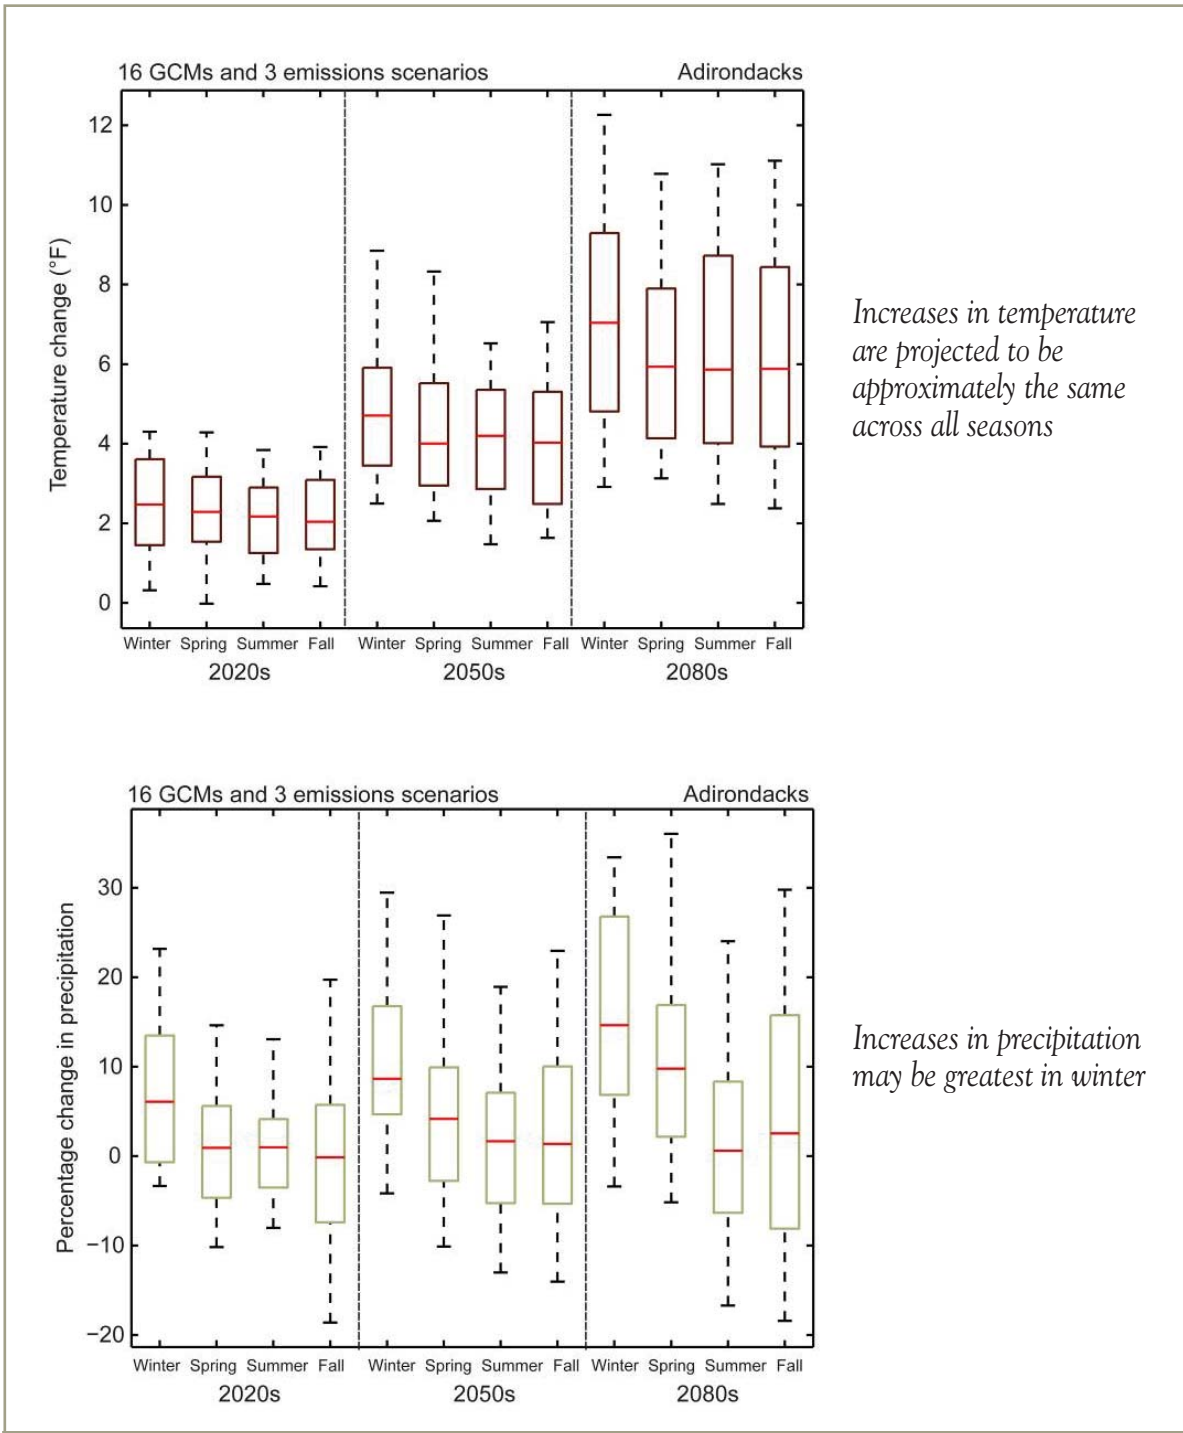 16 GCMs and 3 emissions scenarios Adirondacks
Temperature change (°F)
12
10
8
6
4
2
0
Winter Spring Summer Fall Winter Spring Summer Fall Winter Spring Summer Fall
2020s 2050s 2080s
Increases in temperature
are projected to be
approximately the same
across all seasons
16 GCMs and 3 emissions scenarios Adirondacks
Percentage change in precipitation
30
20
10
0
−10
−20
Winter Spring Summer Fall Winter Spring Summer Fall Winter Spring Summer Fall
2020s 2050s 2080s
Increases in precipitation
may be greatest in winter